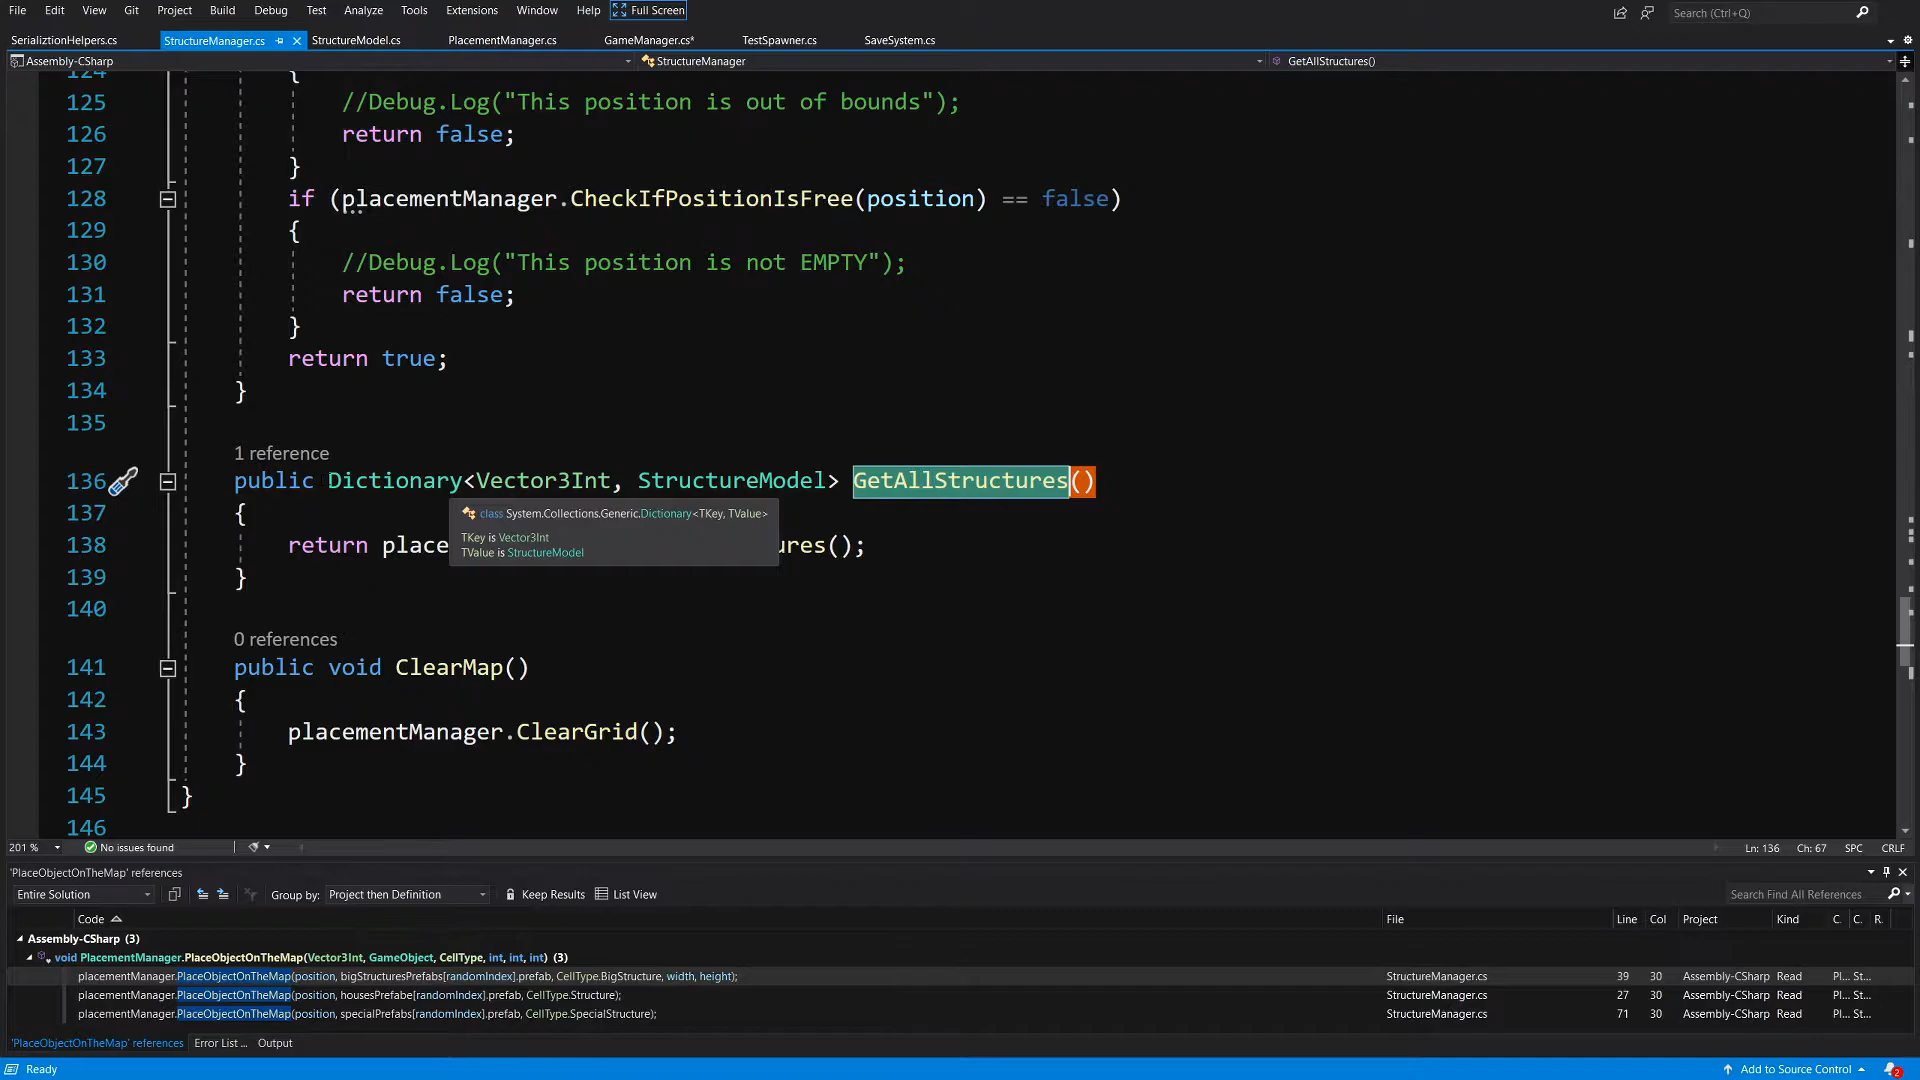 File Edit View Git Project Build Debug Test Analyze Tools Extensions Window Help Full Screen Search (Ctrl+Q)
SerializtionHelpers.cs StructureManager.cs StructureModel.cs PlacementManager.cs GameManager.cs* TestSpawner.cs SaveSystem.cs
Assembly-CSharp StructureManager GetAllStructures()
124 {
125 //Debug.Log("This position is out of bounds");
126 return false;
127 }
128 if (placementManager.CheckIfPositionIsFree(position) == false)
129 {
130 //Debug.Log("This position is not EMPTY");
131 return false;
132 }
133 return true;
134 }
135
1 reference
136 public Dictionary<Vector3Int, StructureModel> GetAllStructures()
137 {
class System.Collections.Generic.Dictionary<TKey, TValue>
TKey is Vector3Int
138 return place ures();
TValue is StructureModel
139 }
140
0 references
141 public void ClearMap()
142 {
143 placementManager.ClearGrid();
144 }
145 }
146
201 % No issues found Ln: 136 Ch: 67 SPC CRLF
'PlaceObjectOnTheMap' references
Entire Solution Group by: Project then Definition Keep Results List View Search Find All References
Code File Line Col Project Kind C. C. R.
Assembly-CSharp (3)
void PlacementManager.PlaceObjectOnTheMap(Vector3Int, GameObject, CellType, int, int, int) (3)
placementManager.PlaceObjectOnTheMap(position, bigStructuresPrefabs[randomIndex].prefab, CellType.BigStructure, width, height); StructureManager.cs 39 30 Assembly-CSharp Read Pl... St...
placementManager.PlaceObjectOnTheMap(position, housesPrefabe[randomIndex].prefab, CellType.Structure); StructureManager.cs 27 30 Assembly-CSharp Read Pl... St...
placementManager.PlaceObjectOnTheMap(position, specialPrefabs[randomIndex].prefab, CellType.SpecialStructure); StructureManager.cs 71 30 Assembly-CSharp Read Pl... St...
'PlaceObjectOnTheMap' references Error List ... Output
Ready Add to Source Control 2